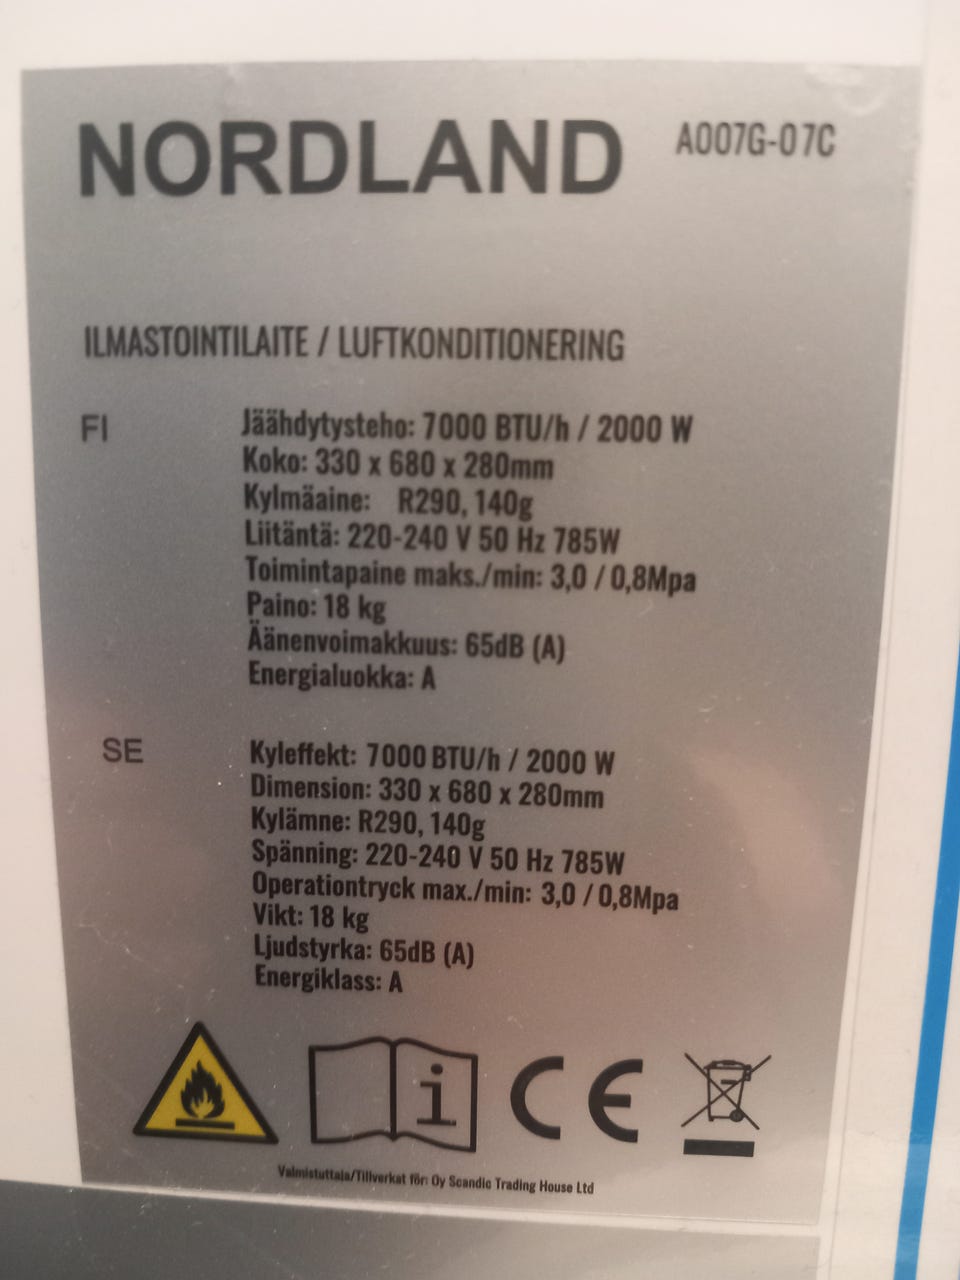 NORDLAND A007G-07C
ILMASTOINTILAITE / LUFTKONDITIONERING
FI Jäähdytysteho: 7000 BTU/h / 2000 W
Koko: 330 x 680 x 280mm
Kylmäaine: R290, 140g
Liitäntä: 220-240 V 50 Hz 785W
Toimintapaine maks./min: 3,0 / 0,8Mpa
Paino: 18 kg
Äänenvoimakkuus: 65dB (A)
Energialuokka: A
SE Kyleffekt: 7000 BTU/h / 2000 W
Dimension: 330 x 680 x 280mm
Kylämne: R290, 140g
Spänning: 220-240 V 50 Hz 785W
Operationtryck max./min: 3,0 / 0,8Mpa
Vikt: 18 kg
Ljudstyrka: 65dB (A)
Energiklass: A
i CE
Valmistuttaja/Tillverkat för: Oy Scandic Trading House Ltd